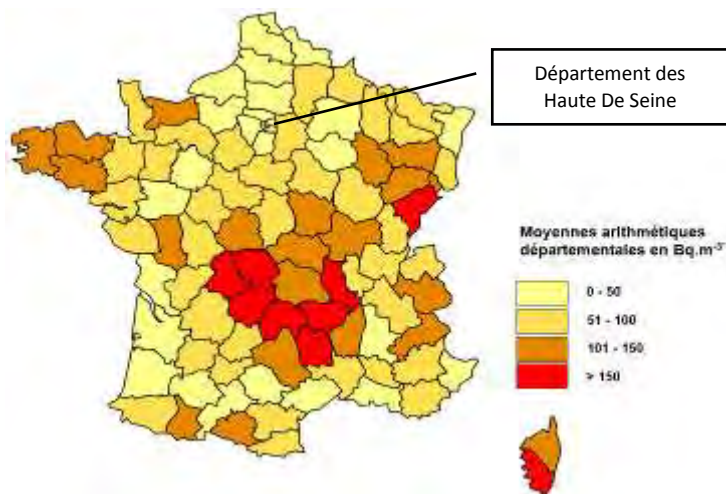 Département des
Haute De Seine
Moyennes arithmétiques
départementales en Bq.m⁻³
0 - 50
51 - 100
101 - 150
> 150